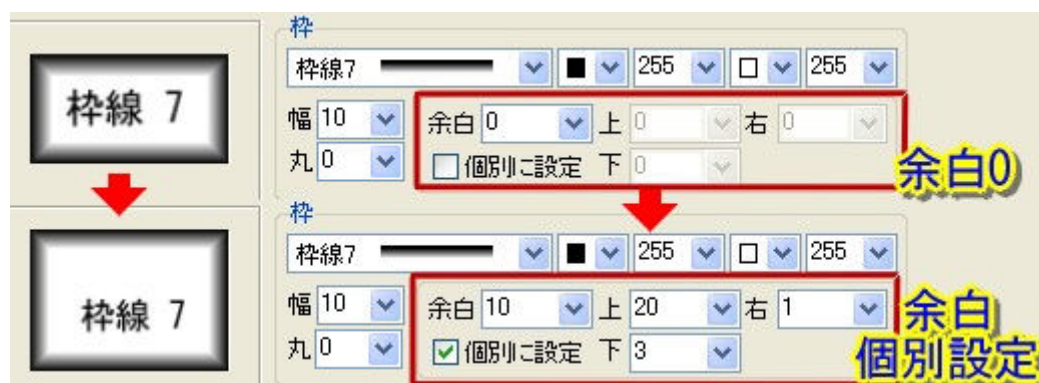 枠
枠線7 255 255
枠線 7
幅 10 余白 0 上 0 右 0
丸 0 個別に設定 下 0
余白0
枠
枠線7 255 255
枠線 7
幅 10 余白 10 上 20 右 1
丸 0 個別に設定 下 3
余白
個別設定